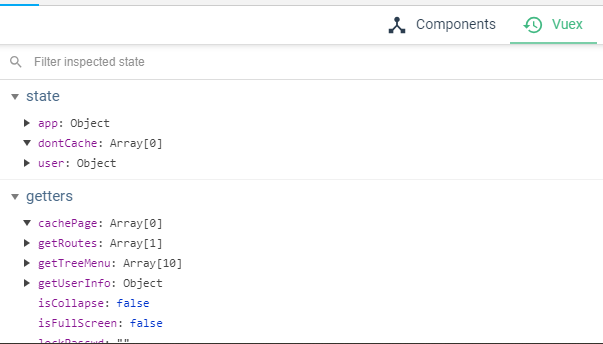 Components
Vuex
Filter inspected state
state
app: Object
dontCache: Array[0]
user: Object
getters
cachePage: Array[0]
getRoutes: Array[1]
getTreeMenu: Array[10]
getUserInfo: Object
isCollapse: false
isFullScreen: false
lockPasswd: ""